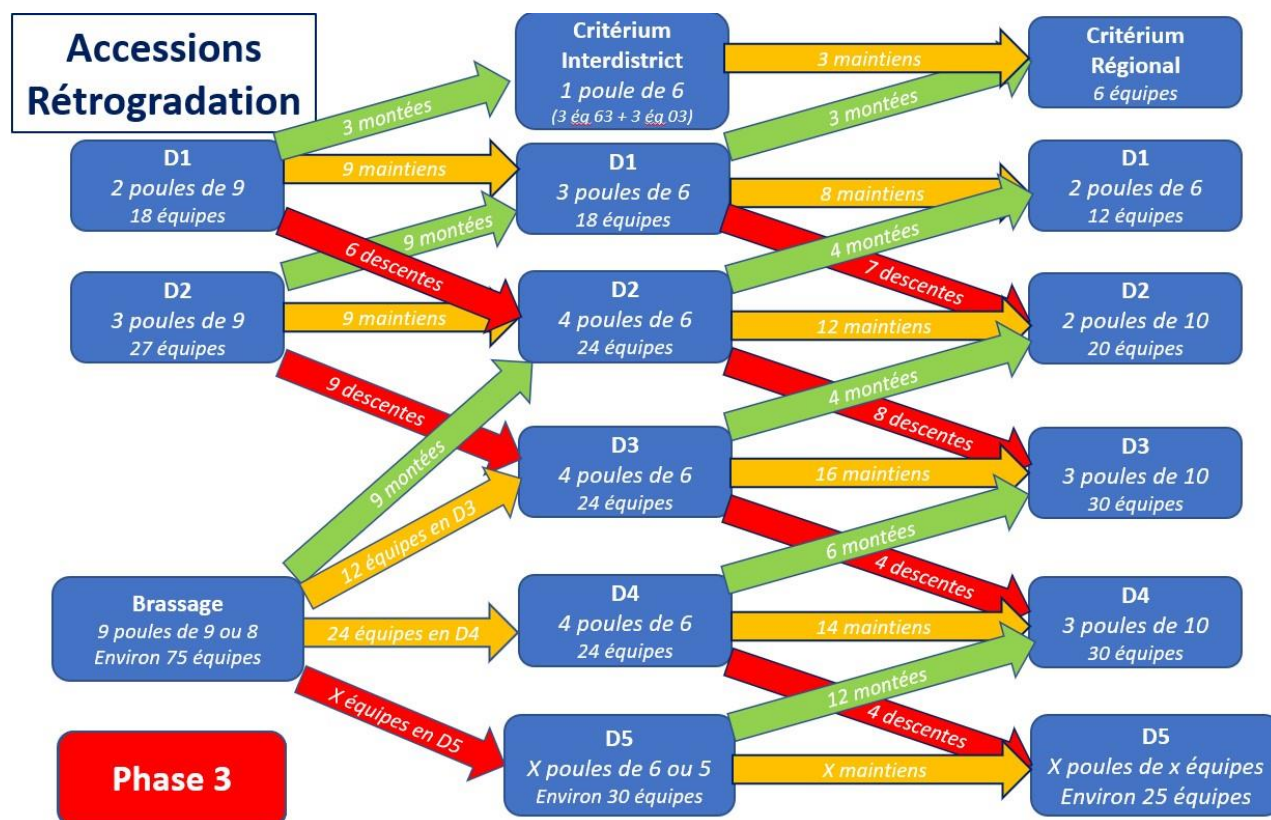 Accessions
Rétrogradation
Critérium
Interdistrict
1 poule de 6
(3 éq 63 + 3 éq 03)
Critérium
Régional
6 équipes
3 montées
3 maintiens
3 montées
D1
2 poules de 9
18 équipes
9 maintiens
D1
3 poules de 6
18 équipes
8 maintiens
D1
2 poules de 6
12 équipes
9 montées
6 descentes
4 montées
7 descentes
D2
3 poules de 9
27 équipes
9 maintiens
D2
4 poules de 6
24 équipes
12 maintiens
D2
2 poules de 10
20 équipes
9 descentes
9 montées
4 montées
8 descentes
12 équipes en D3
D3
4 poules de 6
24 équipes
16 maintiens
D3
3 poules de 10
30 équipes
6 montées
4 descentes
Brassage
9 poules de 9 ou 8
Environ 75 équipes
24 équipes en D4
D4
4 poules de 6
24 équipes
14 maintiens
D4
3 poules de 10
30 équipes
X équipes en D5
12 montées
4 descentes
Phase 3
D5
X poules de 6 ou 5
Environ 30 équipes
X maintiens
D5
X poules de x équipes
Environ 25 équipes